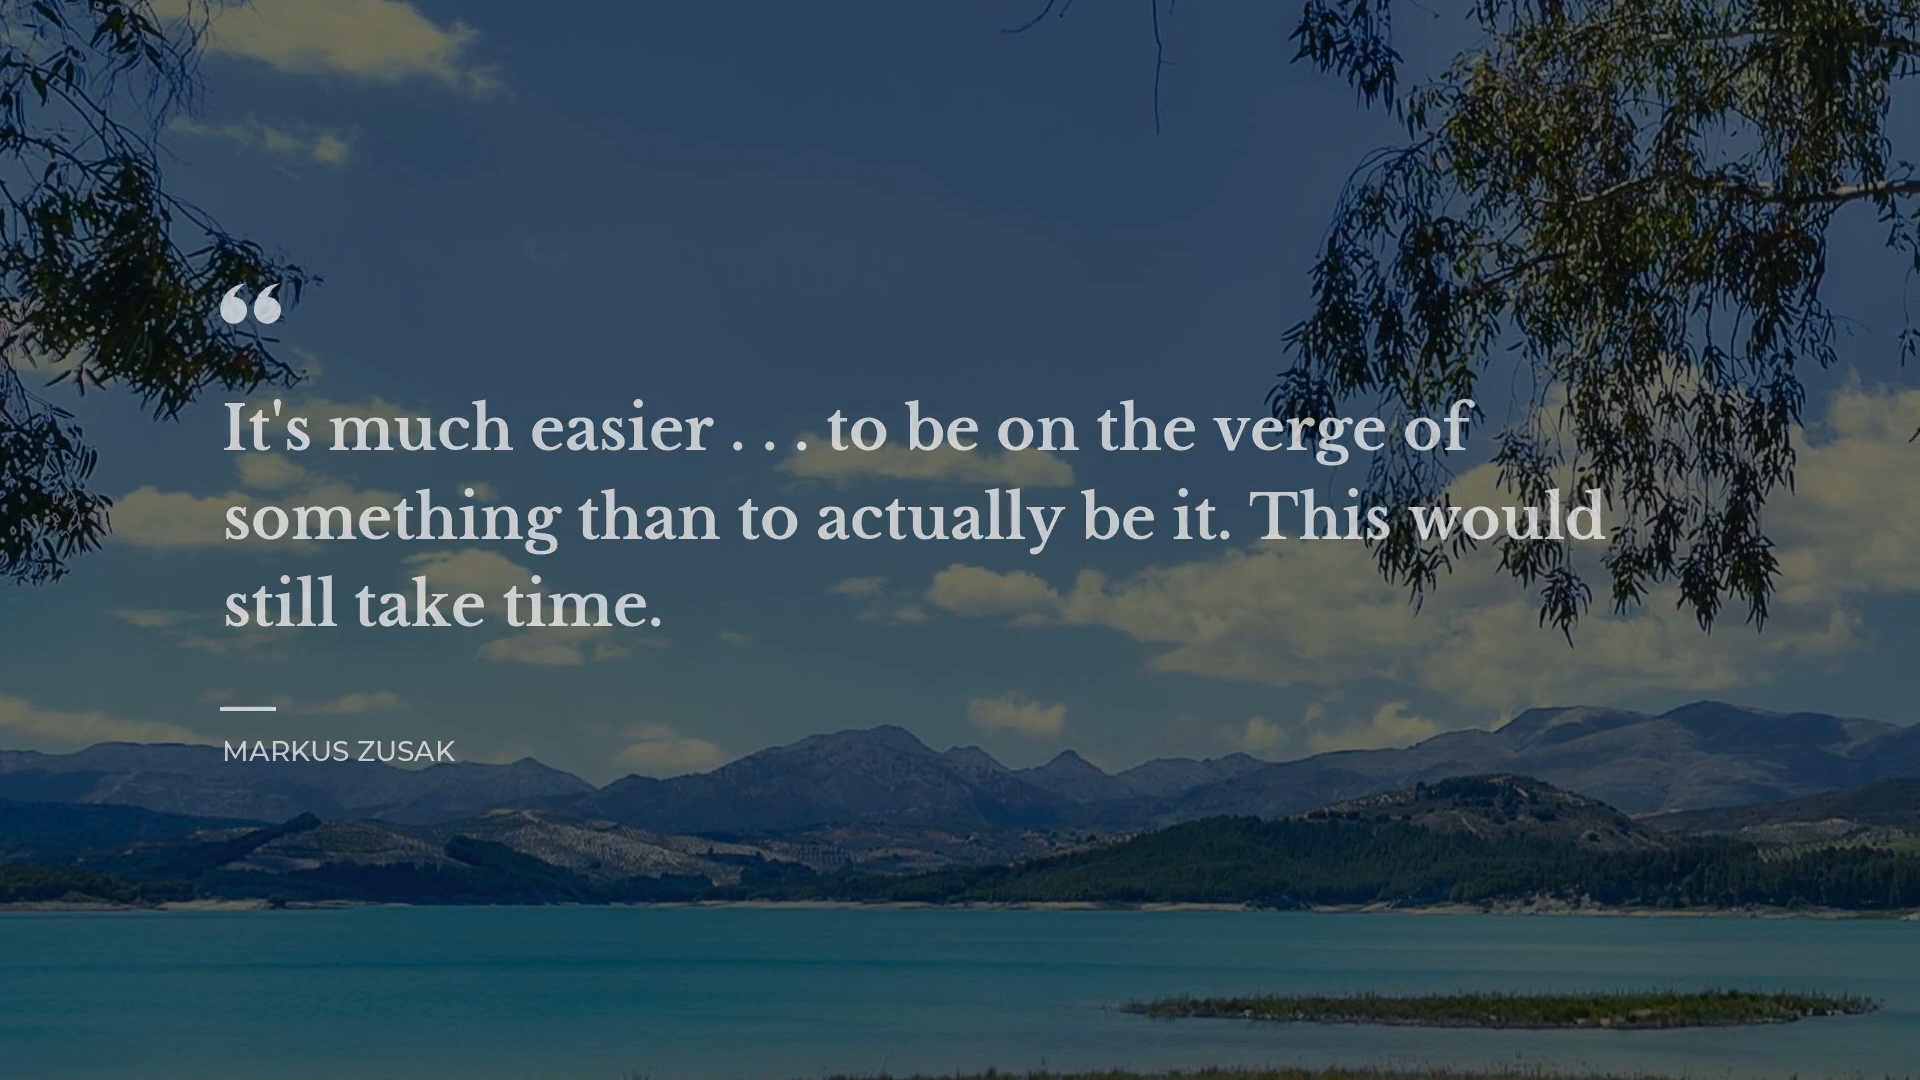 “
It's much easier . . . to be on the verge of
something than to actually be it. This would
still take time.
MARKUS ZUSAK